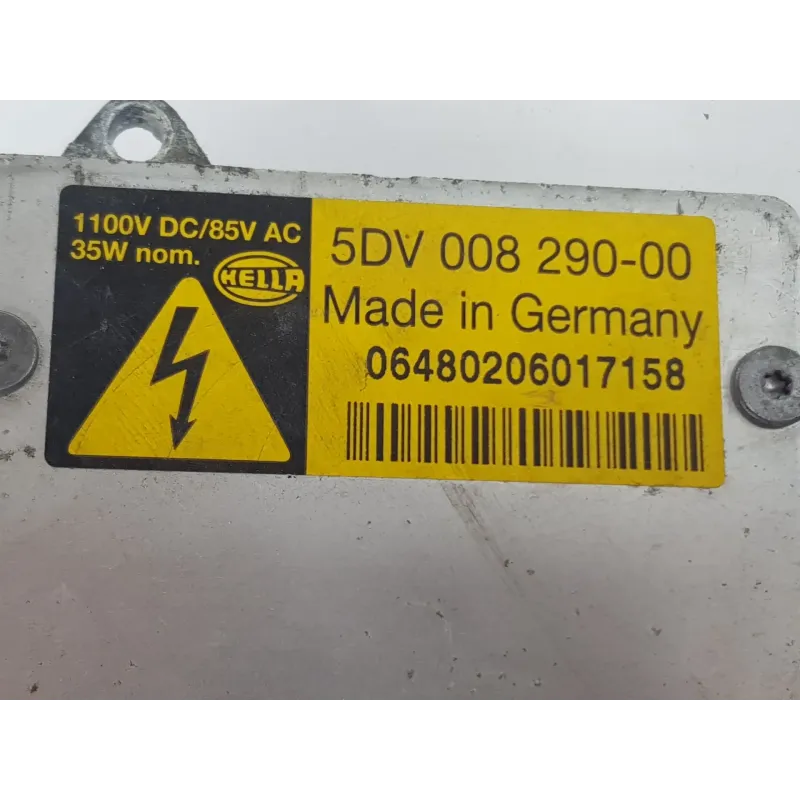 1100V DC/85V AC
35W nom.
HELLA
5DV 008 290-00
Made in Germany
06480206017158